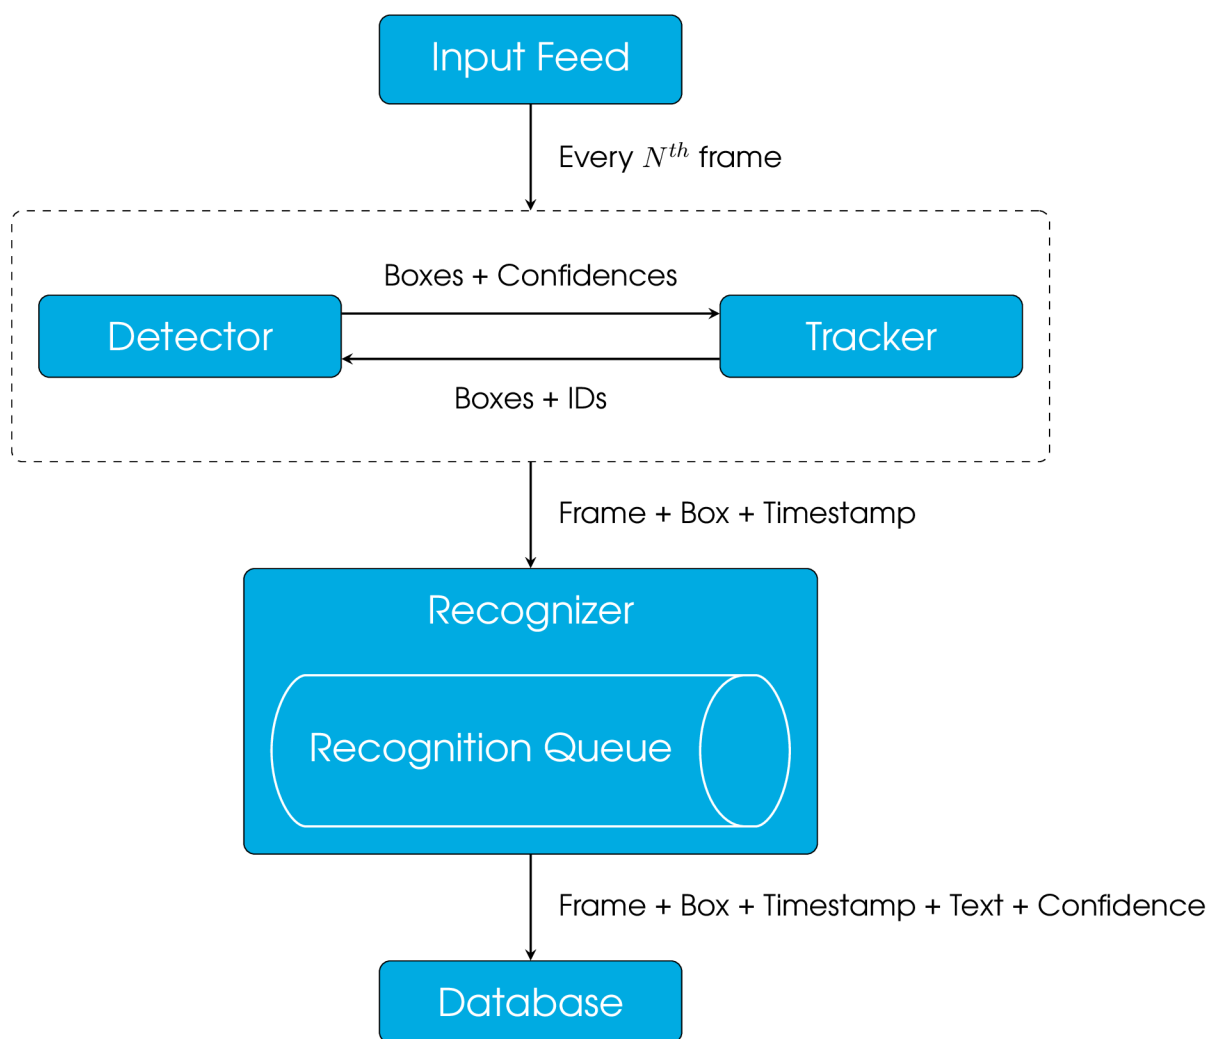 Input Feed
Every Nth frame
Boxes + Confidences
Detector
Tracker
Boxes + IDs
Frame + Box + Timestamp
Recognizer
Recognition Queue
Frame + Box + Timestamp + Text + Confidence
Database